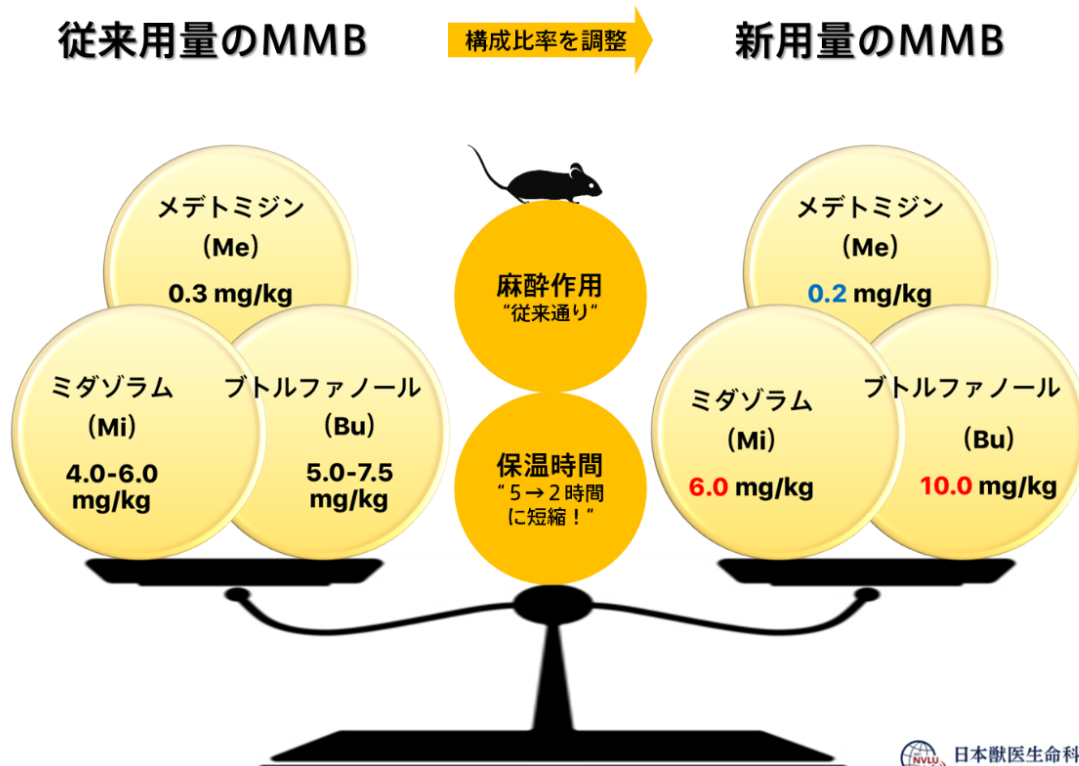 従来用量のMMB
構成比率を調整
新用量のMMB
メデトミジン
（Me）
0.3 mg/kg
ミダゾラム
（Mi）
4.0-6.0
mg/kg
ブトルファノール
（Bu）
5.0-7.5
mg/kg
麻酔作用
“従来通り“
保温時間
“５→２時間
に短縮！“
メデトミジン
（Me）
0.2 mg/kg
ミダゾラム
（Mi）
6.0 mg/kg
ブトルファノール
（Bu）
10.0 mg/kg
NVLU
日本獣医生命科